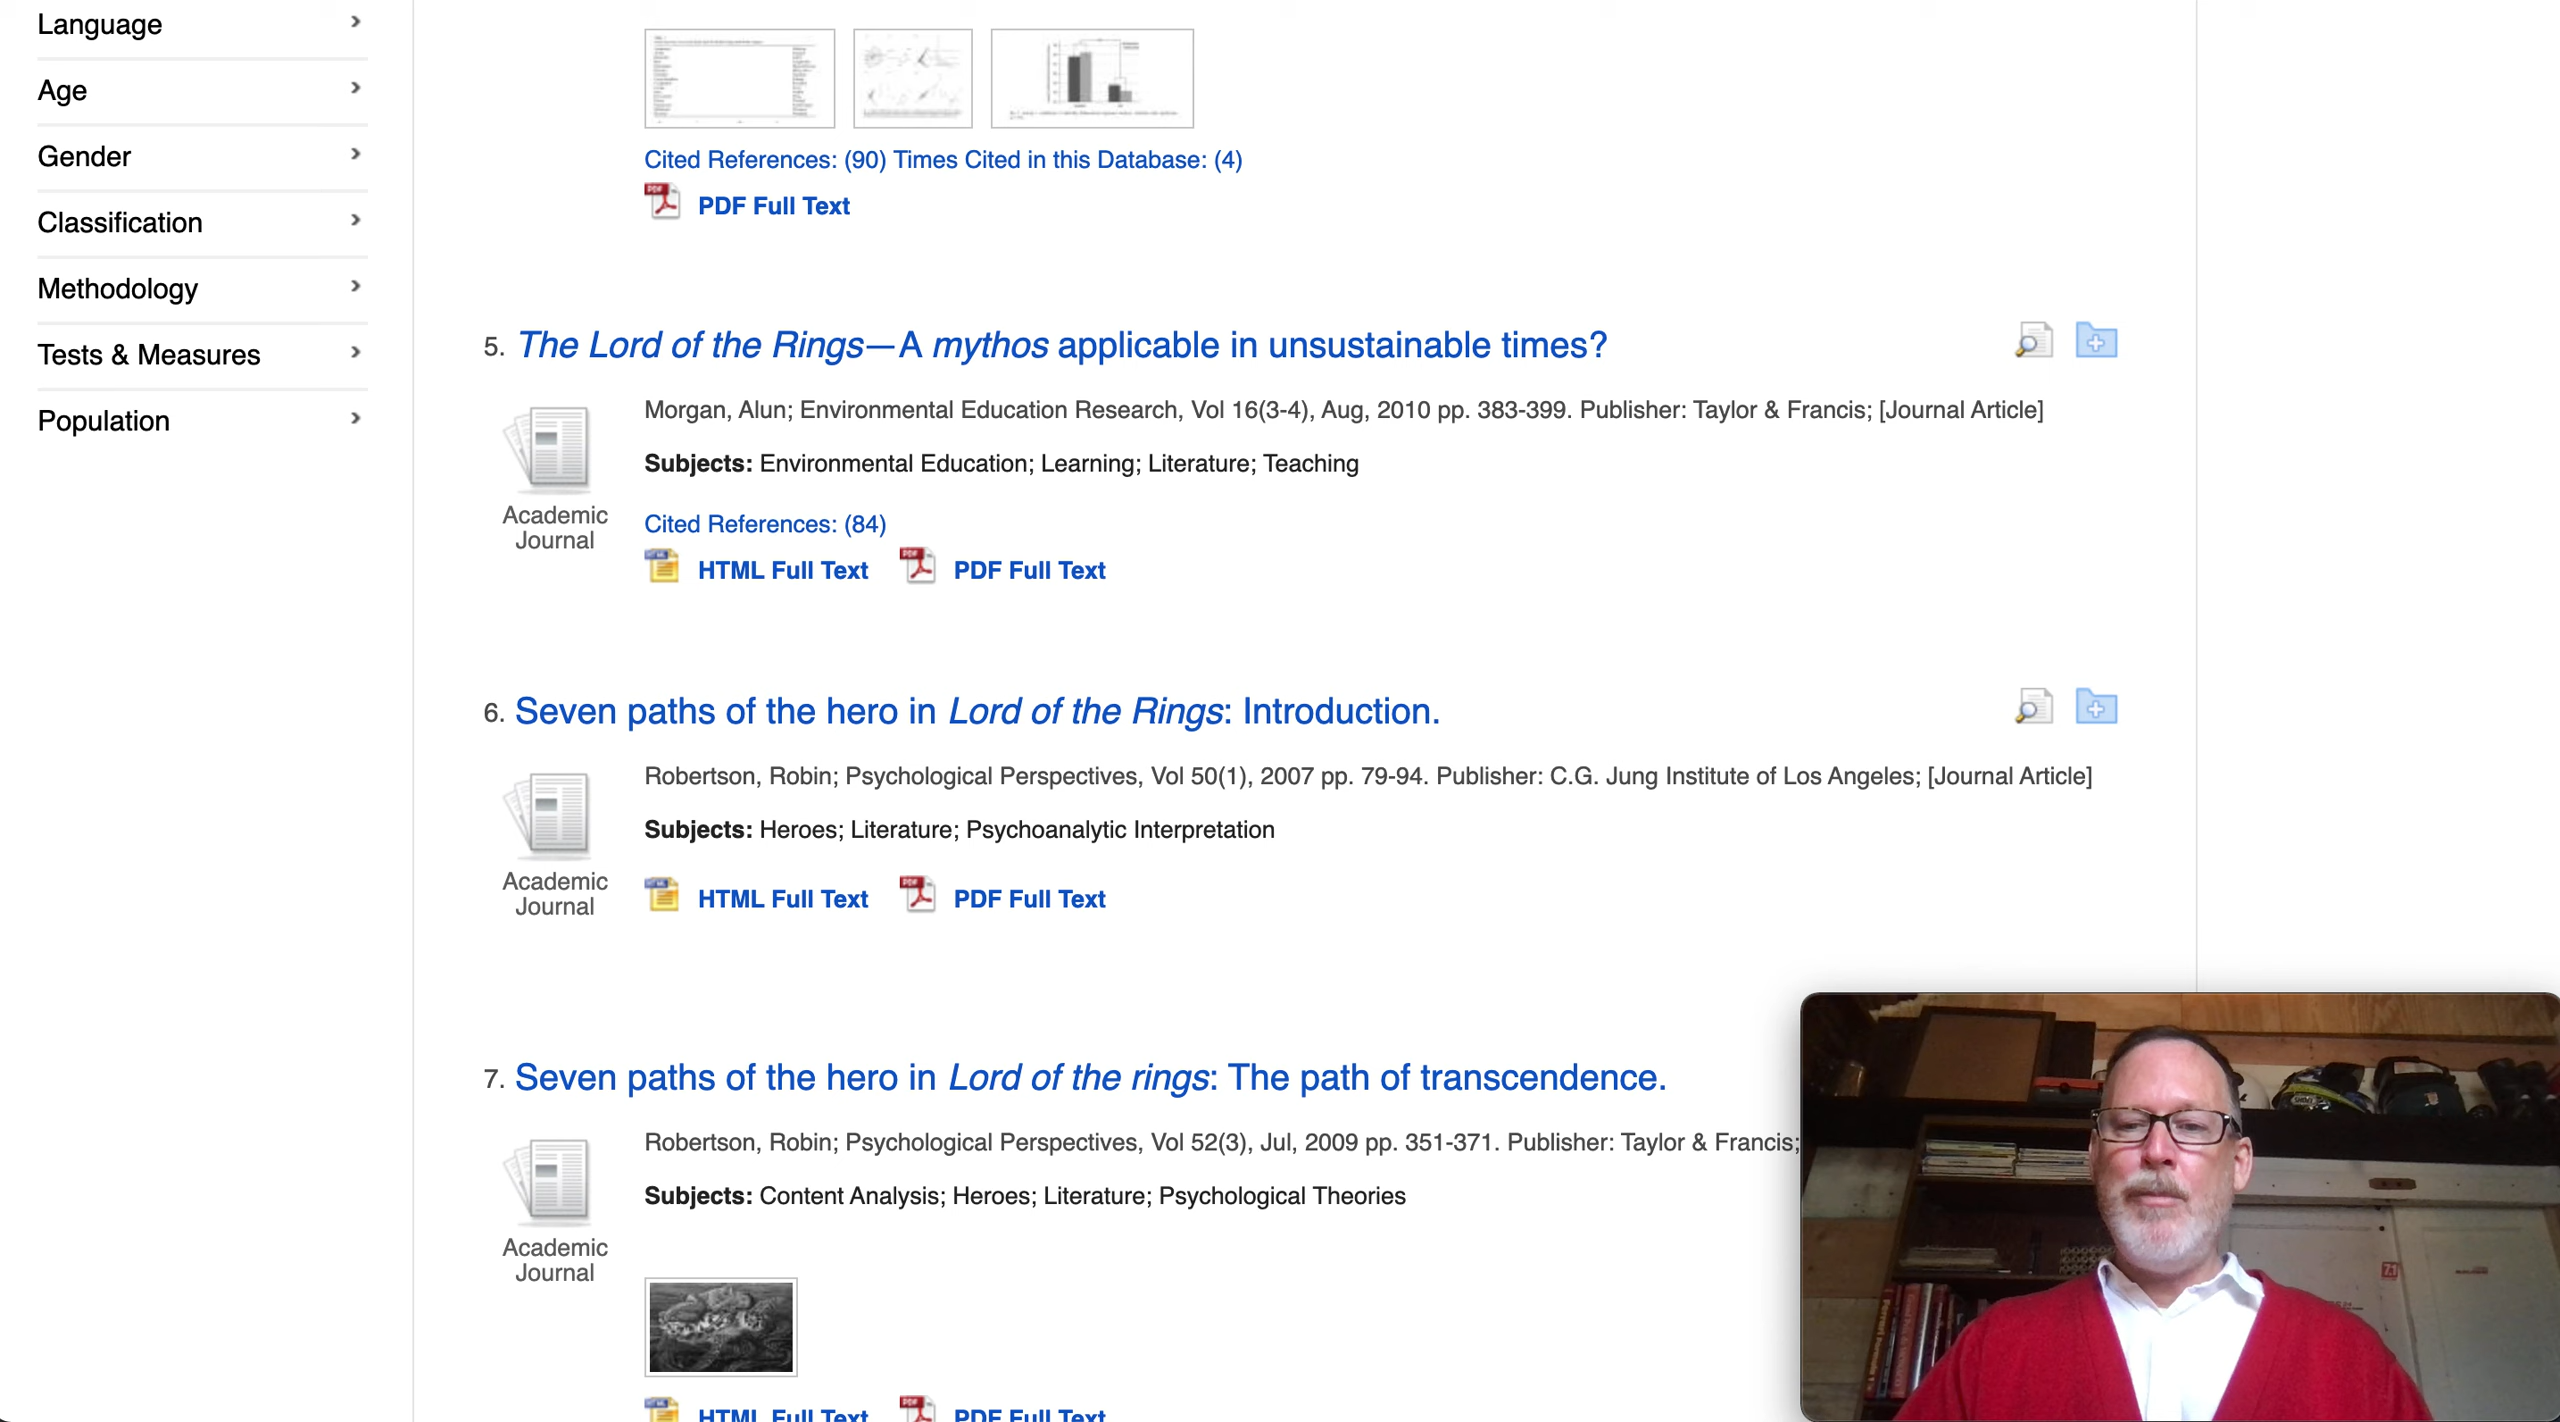 Language
Age
Gender
Classification
Methodology
Tests & Measures
Population
Cited References: (90) Times Cited in this Database: (4)
PDF Full Text
5. The Lord of the Rings—A mythos applicable in unsustainable times?
Morgan, Alun; Environmental Education Research, Vol 16(3-4), Aug, 2010 pp. 383-399. Publisher: Taylor & Francis; [Journal Article]
Subjects: Environmental Education; Learning; Literature; Teaching
Academic
Journal
Cited References: (84)
HTML Full Text PDF Full Text
6. Seven paths of the hero in Lord of the Rings: Introduction.
Robertson, Robin; Psychological Perspectives, Vol 50(1), 2007 pp. 79-94. Publisher: C.G. Jung Institute of Los Angeles; [Journal Article]
Subjects: Heroes; Literature; Psychoanalytic Interpretation
Academic
Journal
HTML Full Text PDF Full Text
7. Seven paths of the hero in Lord of the rings: The path of transcendence.
Robertson, Robin; Psychological Perspectives, Vol 52(3), Jul, 2009 pp. 351-371. Publisher: Taylor & Francis;
Subjects: Content Analysis; Heroes; Literature; Psychological Theories
Academic
Journal
HTML Full Text PDF Full Text